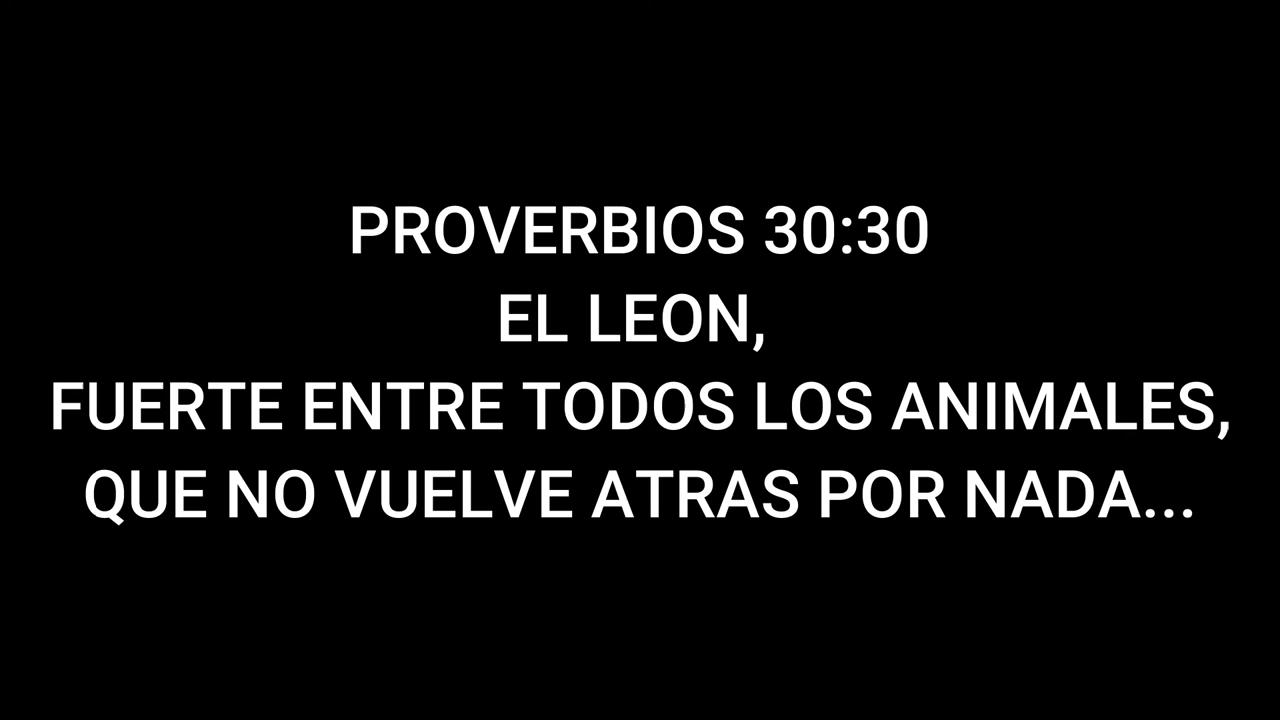 PROVERBIOS 30:30
EL LEON,
FUERTE ENTRE TODOS LOS ANIMALES,
QUE NO VUELVE ATRAS POR NADA...